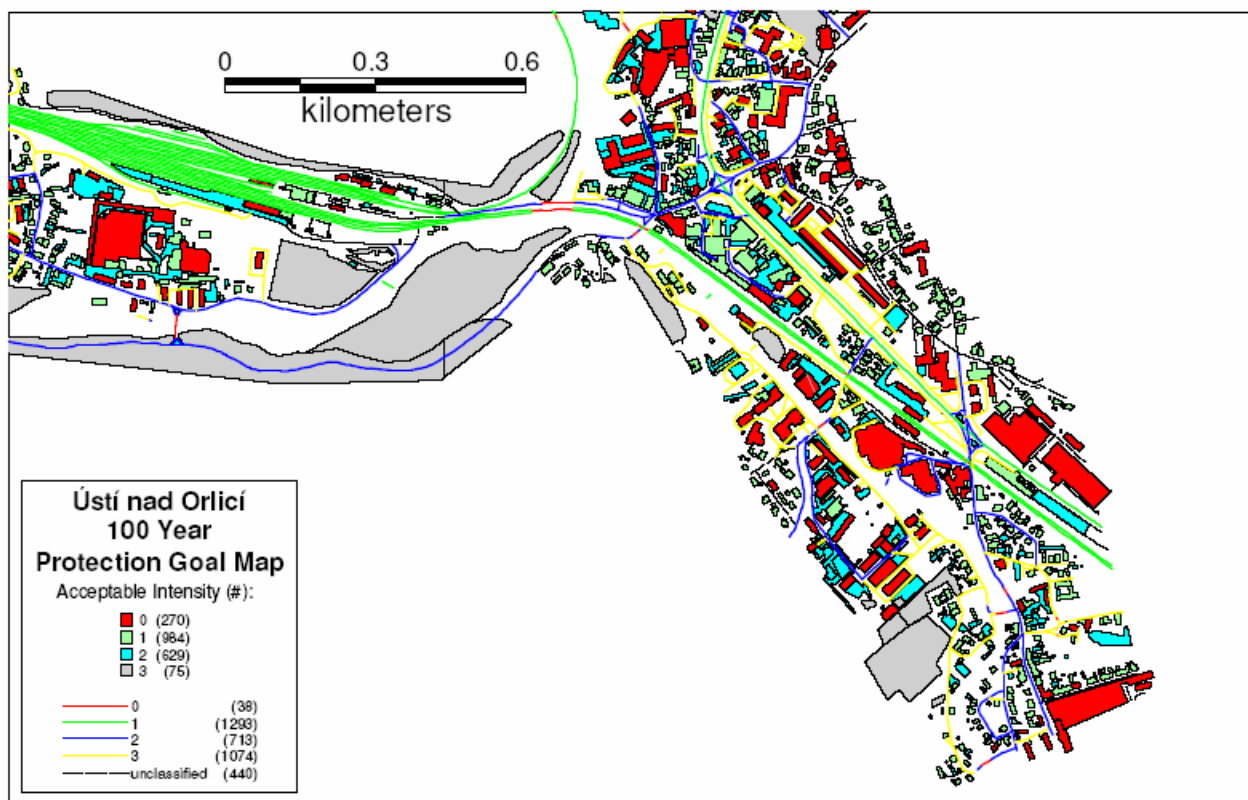 0 0.3 0.6
kilometers
Ústí nad Orlicí
100 Year
Protection Goal Map
Acceptable Intensity (#):
0 (270)
1 (984)
2 (629)
3 (75)
0 (38)
1 (1293)
2 (713)
3 (1074)
unclassified (440)